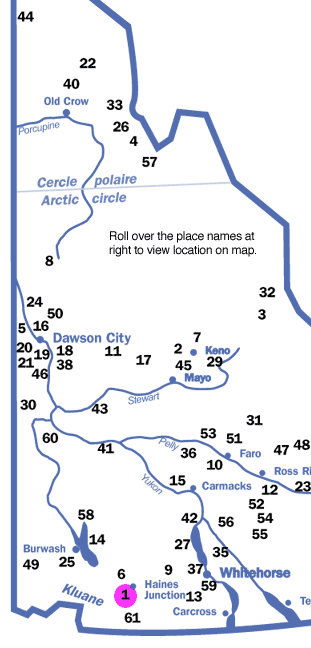 44
22
40
Old Crow
33
Porcupine
26
4
57
Cercle polaire
Arctic circle
Roll over the place names at
right to view location on map.
8
32
24
3
50
5 16
Dawson City
7
20 19 18 11 2 Keno
21 38 17 45 29
46 Mayo
Stewart
30 43
31
53 51
60 Pelly
41 36 Faro 47 48
10
Ross Ri
15 Carmacks 12 23
Yukon
52
58 42 56 54
14 55
27 35
Burwash
49 25 9 37 Whitehorse
6
Kluane 1 Haines
Junction 13 59
Te
Carcross
61